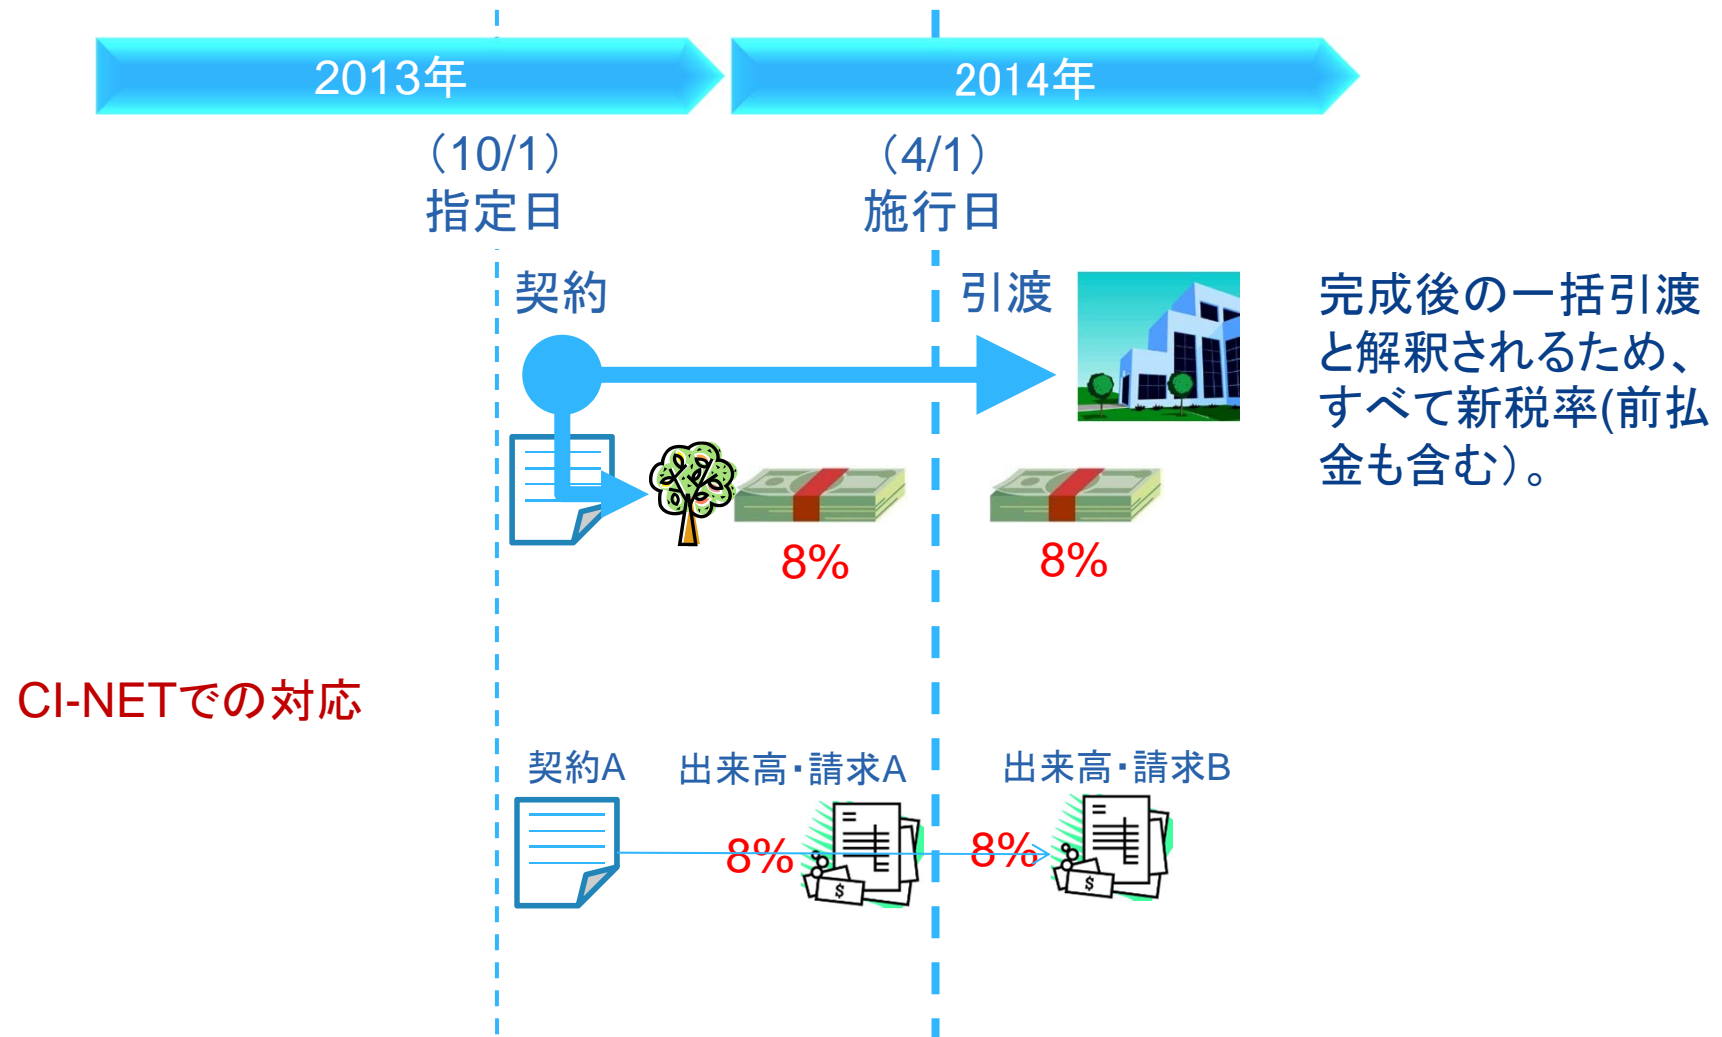 2013年
2014年
（10/1）
指定日
（4/1）
施行日
契約
引渡
完成後の一括引渡
と解釈されるため、
すべて新税率(前払
金も含む）。
8%
8%
CI-NETでの対応
契約A
出来高・請求A
出来高・請求B
8%
8%
$
$